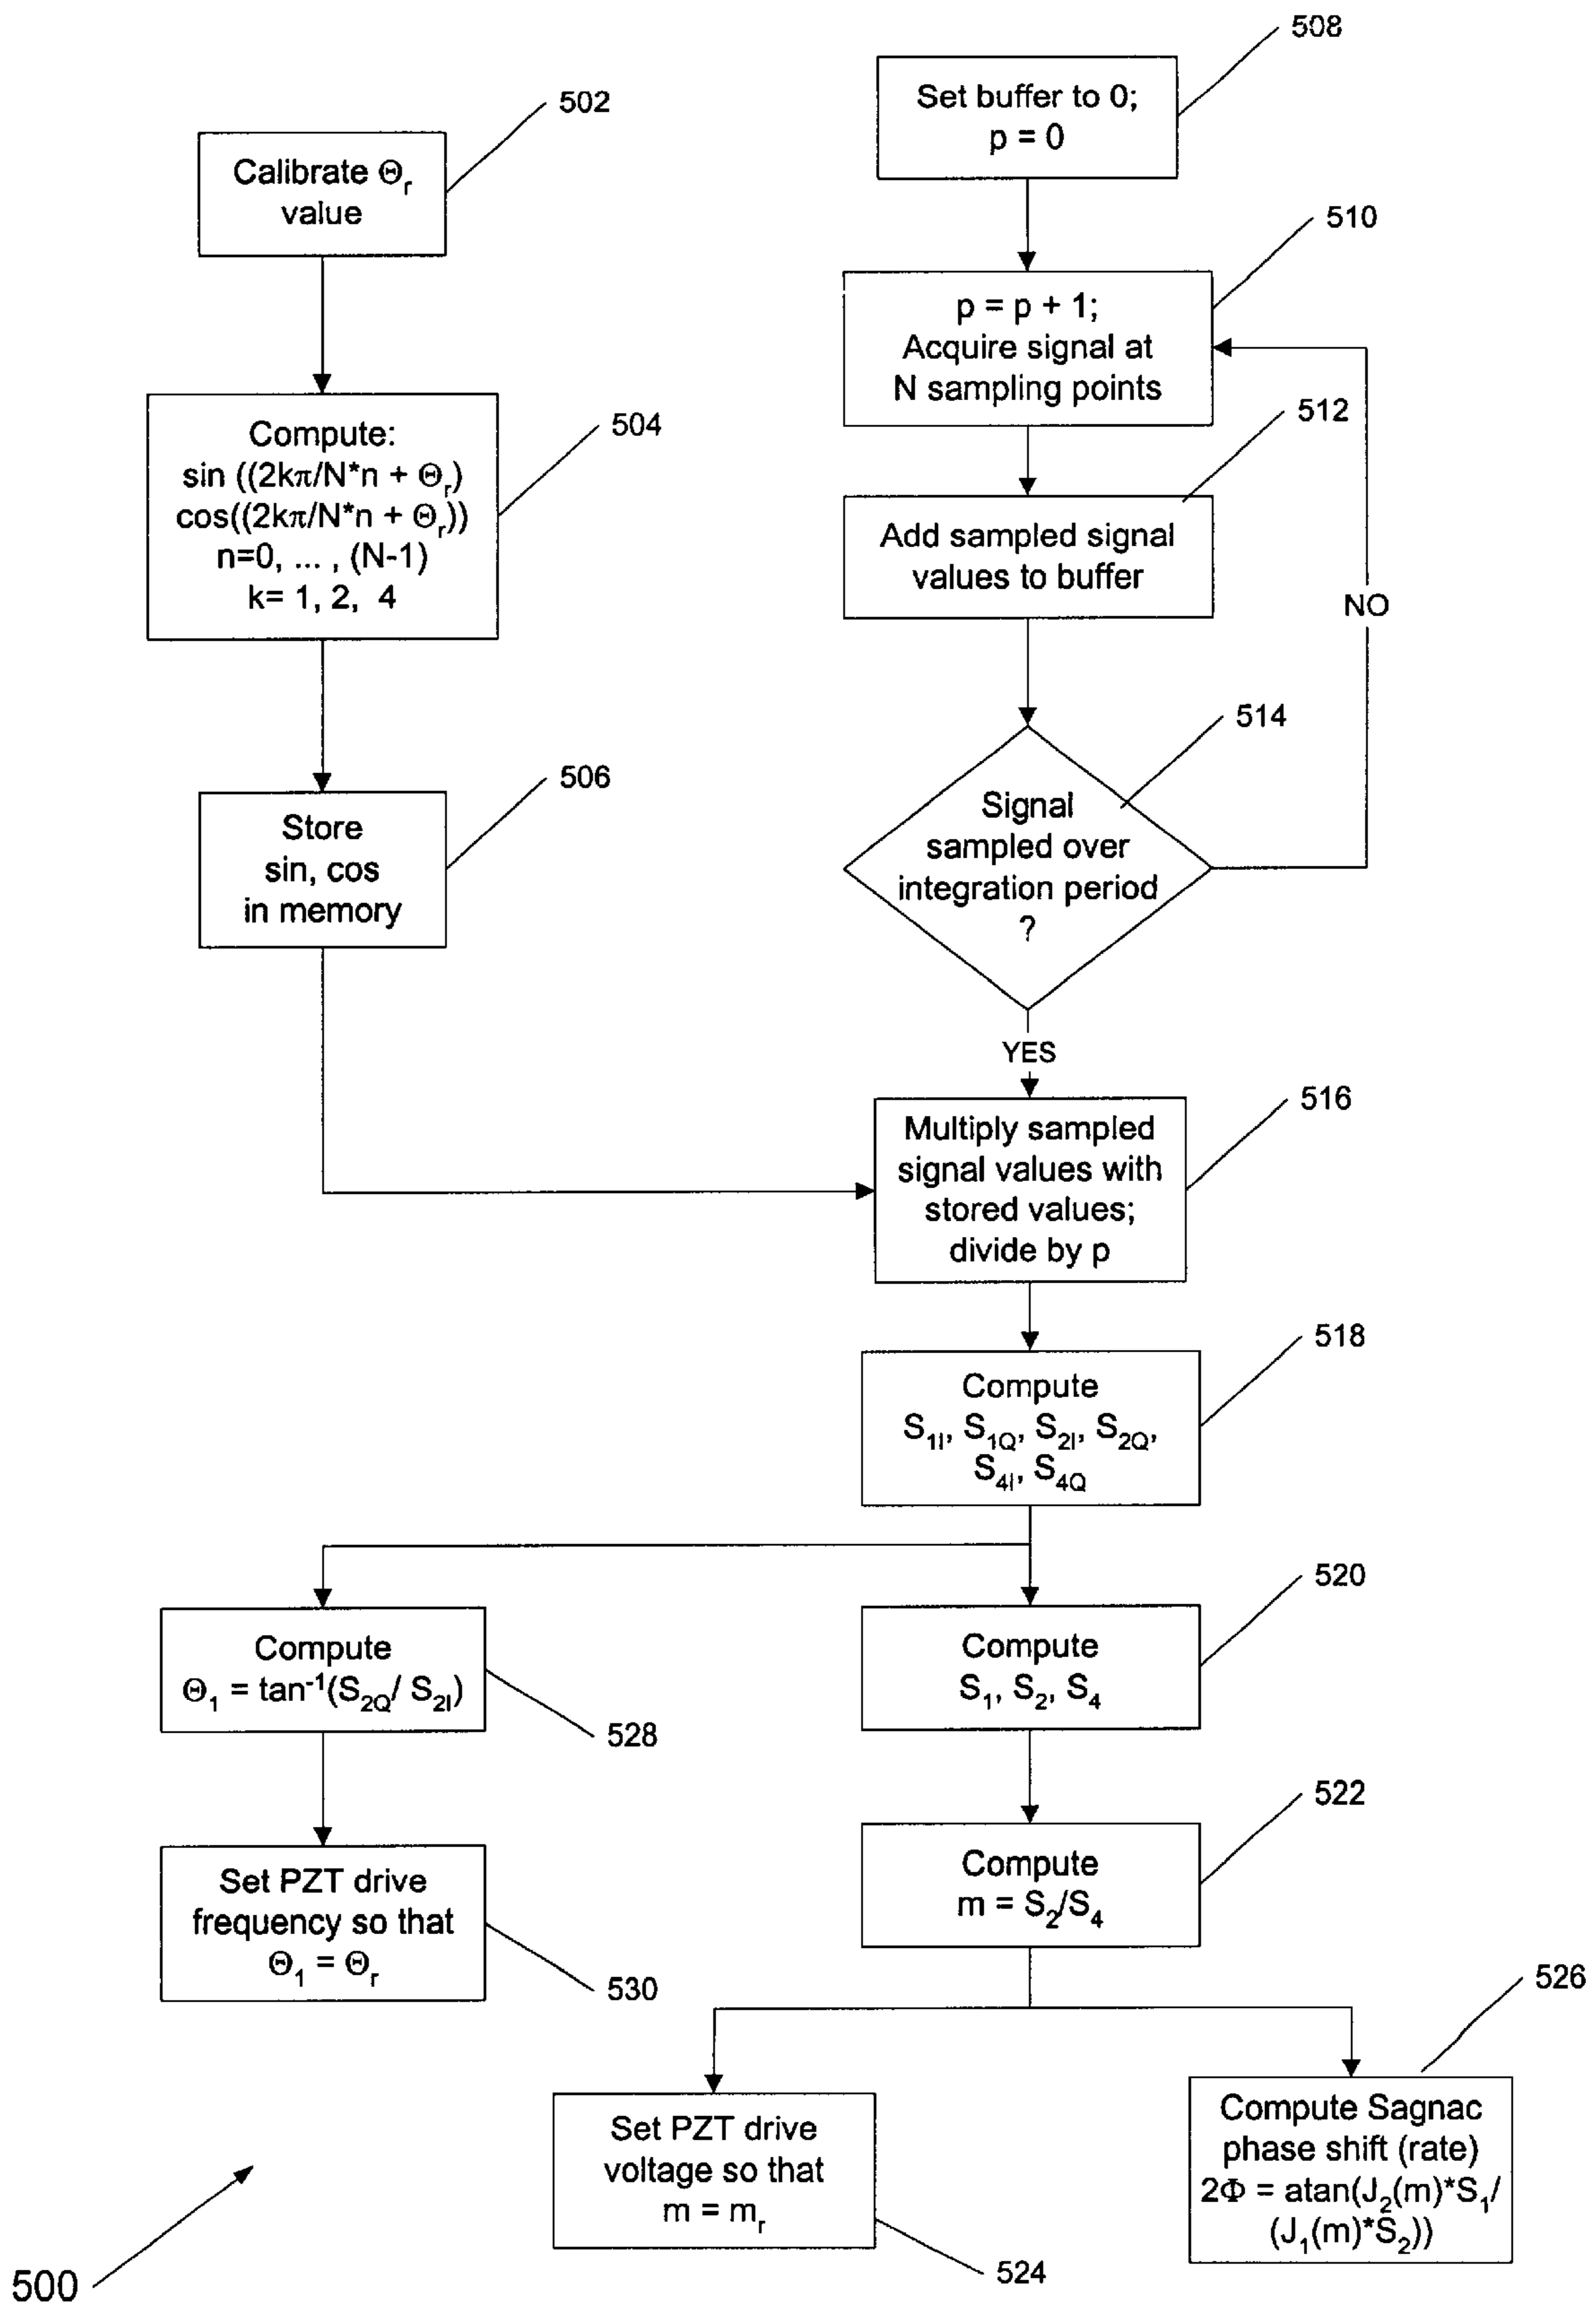 502
Calibrate Θr
value
504
Compute:
sin ((2kπ/N*n + Θr)
cos((2kπ/N*n + Θr))
n=0, ... , (N-1)
k= 1, 2, 4
506
Store
sin, cos
in memory
508
Set buffer to 0;
p = 0
510
p = p + 1;
Acquire signal at
N sampling points
512
Add sampled signal
values to buffer
NO
514
Signal
sampled over
integration period
?
YES
516
Multiply sampled
signal values with
stored values;
divide by p
518
Compute
S1I, S1Q, S2I, S2Q,
S4I, S4Q
528
Compute
Θ1 = tan-1(S2Q/ S2I)
530
Set PZT drive
frequency so that
Θ1 = Θr
520
Compute
S1, S2, S4
522
Compute
m = S2/S4
524
Set PZT drive
voltage so that
m = mr
526
Compute Sagnac
phase shift (rate)
2Φ = atan(J2(m)*S1/
(J1(m)*S2))
500